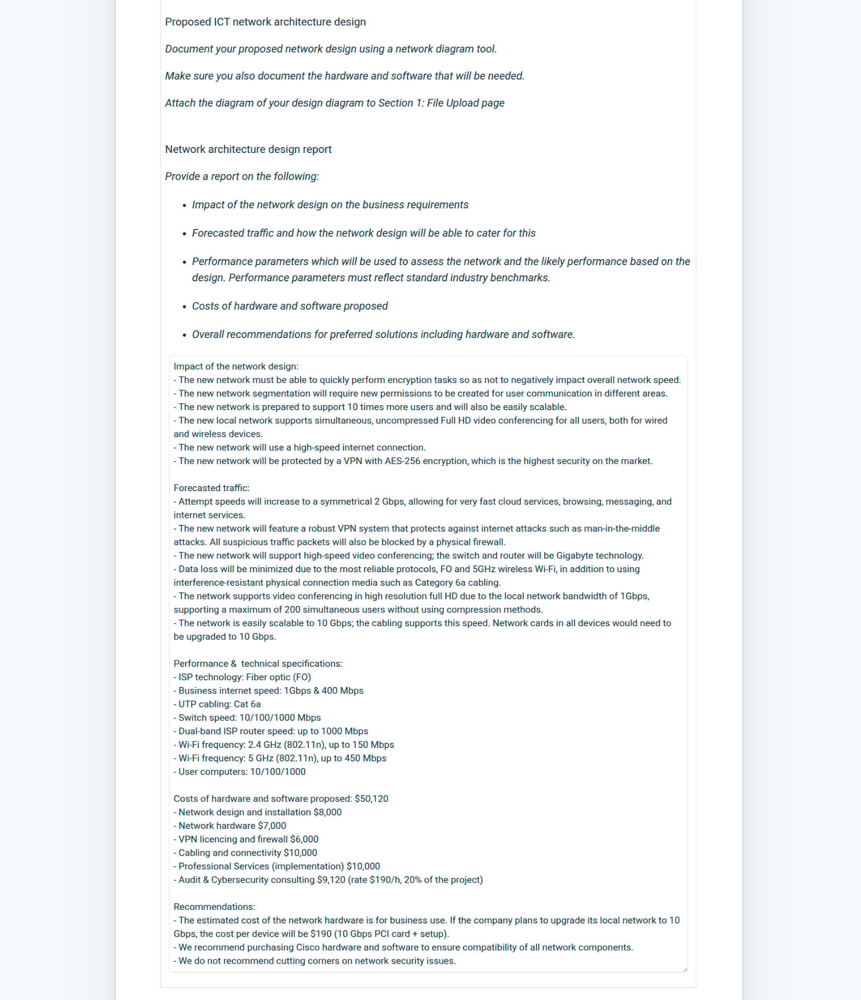 Proposed ICT network architecture design
Document your proposed network design using a network diagram tool.
Make sure you also document the hardware and software that will be needed.
Attach the diagram of your design diagram to Section 1: File Upload page
Network architecture design report
Provide a report on the following:
• Impact of the network design on the business requirements
• Forecasted traffic and how the network design will be able to cater for this
• Performance parameters which will be used to assess the network and the likely performance based on the
design. Performance parameters must reflect standard industry benchmarks.
• Costs of hardware and software proposed
• Overall recommendations for preferred solutions including hardware and software.
Impact of the network design:
- The new network must be able to quickly perform encryption tasks so as not to negatively impact overall network speed.
- The new network segmentation will require new permissions to be created for user communication in different areas.
- The new network is prepared to support 10 times more users and will also be easily scalable.
- The new local network supports simultaneous, uncompressed Full HD video conferencing for all users, both for wired
and wireless devices.
- The new network will use a high-speed internet connection.
- The new network will be protected by a VPN with AES-256 encryption, which is the highest security on the market.
Forecasted traffic:
- Attempt speeds will increase to a symmetrical 2 Gbps, allowing for very fast cloud services, browsing, messaging, and
internet services.
- The new network will feature a robust VPN system that protects against internet attacks such as man-in-the-middle
attacks. All suspicious traffic packets will also be blocked by a physical firewall.
- The new network will support high-speed video conferencing; the switch and router will be Gigabyte technology.
- Data loss will be minimized due to the most reliable protocols, FO and 5GHz wireless Wi-Fi, in addition to using
interference-resistant physical connection media such as Category 6a cabling.
- The network supports video conferencing in high resolution full HD due to the local network bandwidth of 1Gbps,
supporting a maximum of 200 simultaneous users without using compression methods.
- The network is easily scalable to 10 Gbps; the cabling supports this speed. Network cards in all devices would need to
be upgraded to 10 Gbps.
Performance &  technical specifications:
- ISP technology: Fiber optic (FO)
- Business internet speed: 1Gbps & 400 Mbps
- UTP cabling: Cat 6a
- Switch speed: 10/100/1000 Mbps
- Dual-band ISP router speed: up to 1000 Mbps
- Wi-Fi frequency: 2.4 GHz (802.11n), up to 150 Mbps
- Wi-Fi frequency: 5 GHz (802.11n), up to 450 Mbps
- User computers: 10/100/1000
Costs of hardware and software proposed: $50,120
- Network design and installation $8,000
- Network hardware $7,000
- VPN licencing and firewall $6,000
- Cabling and connectivity $10,000
- Professional Services (implementation) $10,000
- Audit & Cybersecurity consulting $9,120 (rate $190/h, 20% of the project)
Recommendations:
- The estimated cost of the network hardware is for business use. If the company plans to upgrade its local network to 10
Gbps, the cost per device will be $190 (10 Gbps PCI card + setup).
- We recommend purchasing Cisco hardware and software to ensure compatibility of all network components.
- We do not recommend cutting corners on network security issues.